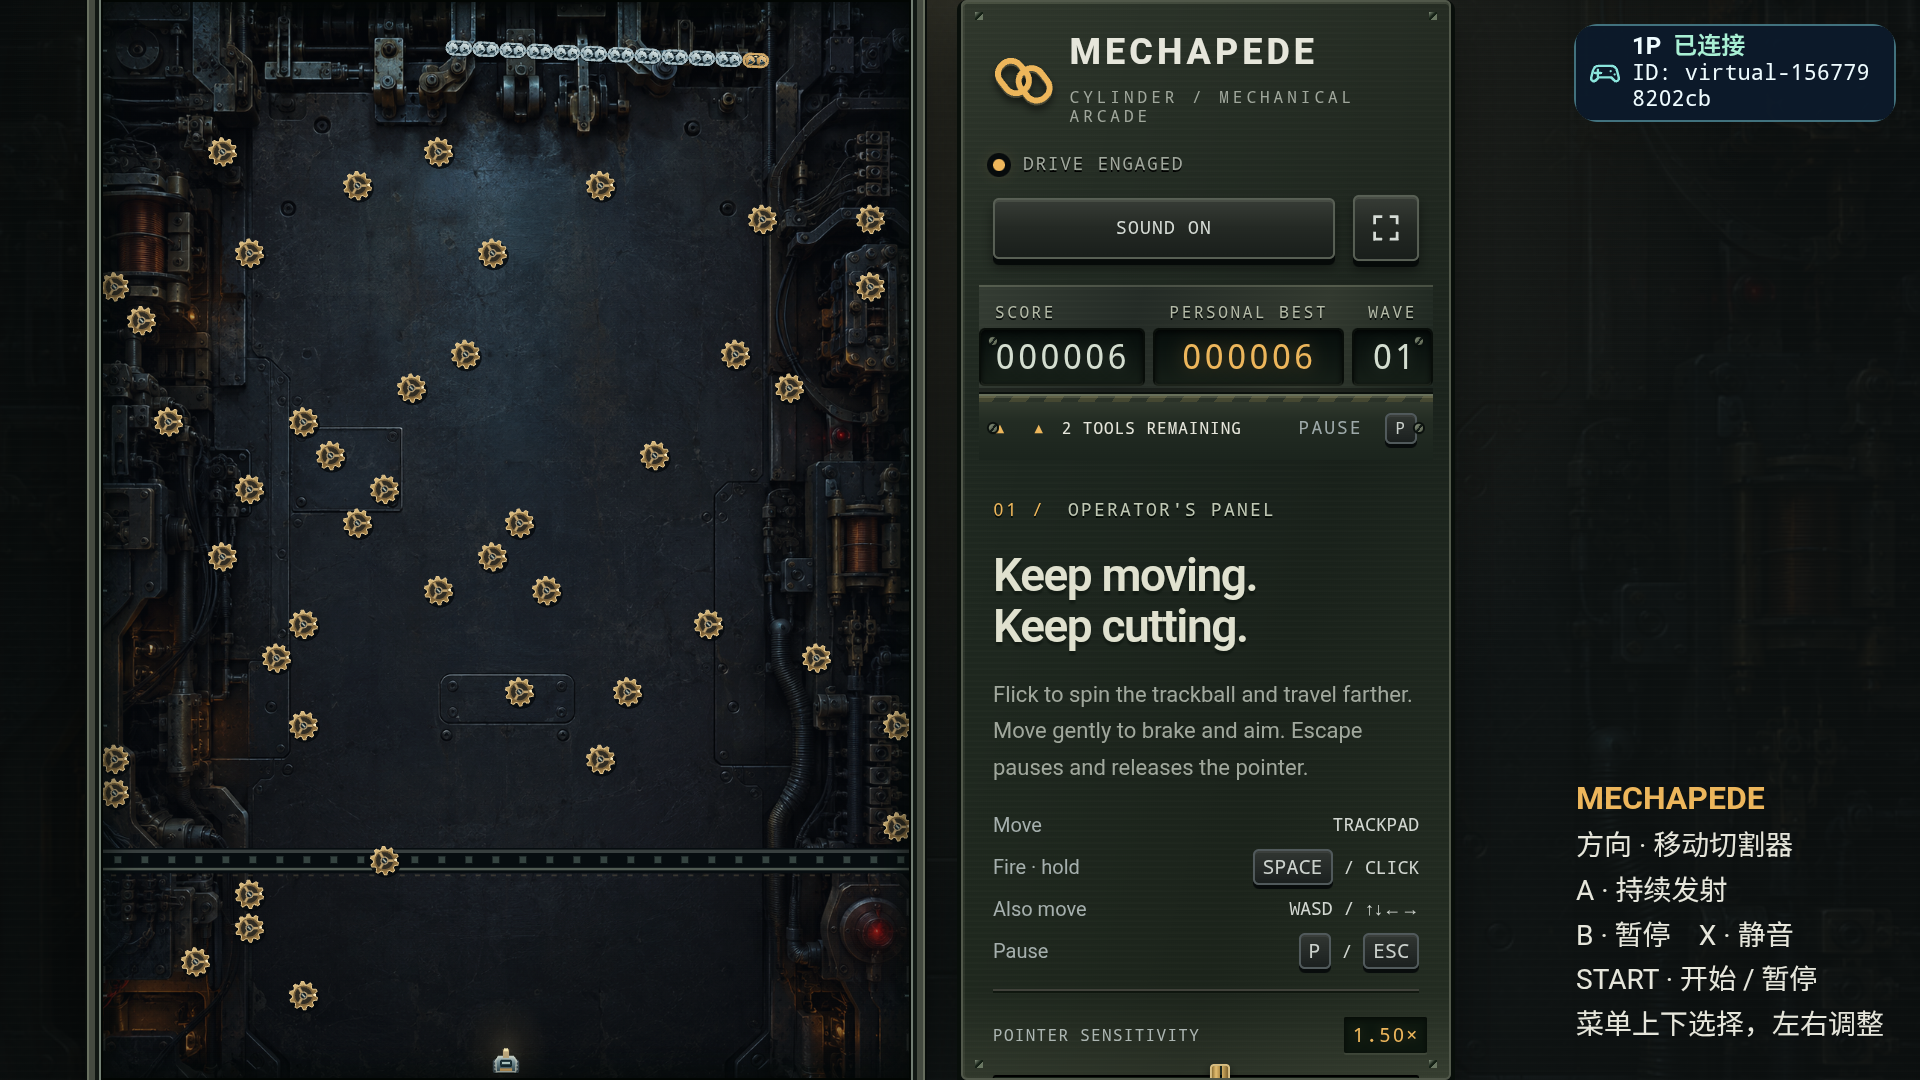 MECHAPEDE
CYLINDER / MECHANICAL
ARCADE
DRIVE ENGAGED
SOUND ON
SCORE
PERSONAL BEST
WAVE
000006
000006
01
2 TOOLS REMAINING
PAUSE
P
01 / OPERATOR'S PANEL
Keep moving.
Keep cutting.
Flick to spin the trackball and travel farther.
Move gently to brake and aim. Escape
pauses and releases the pointer.
Move TRACKPAD
Fire · hold SPACE / CLICK
Also move WASD / ↑↓←→
Pause P / ESC
POINTER SENSITIVITY 1.50×
1P 已连接
ID: virtual-156779
8202cb
MECHAPEDE
方向 · 移动切割器
A · 持续发射
B · 暂停 X · 静音
START · 开始 / 暂停
菜单上下选择，左右调整